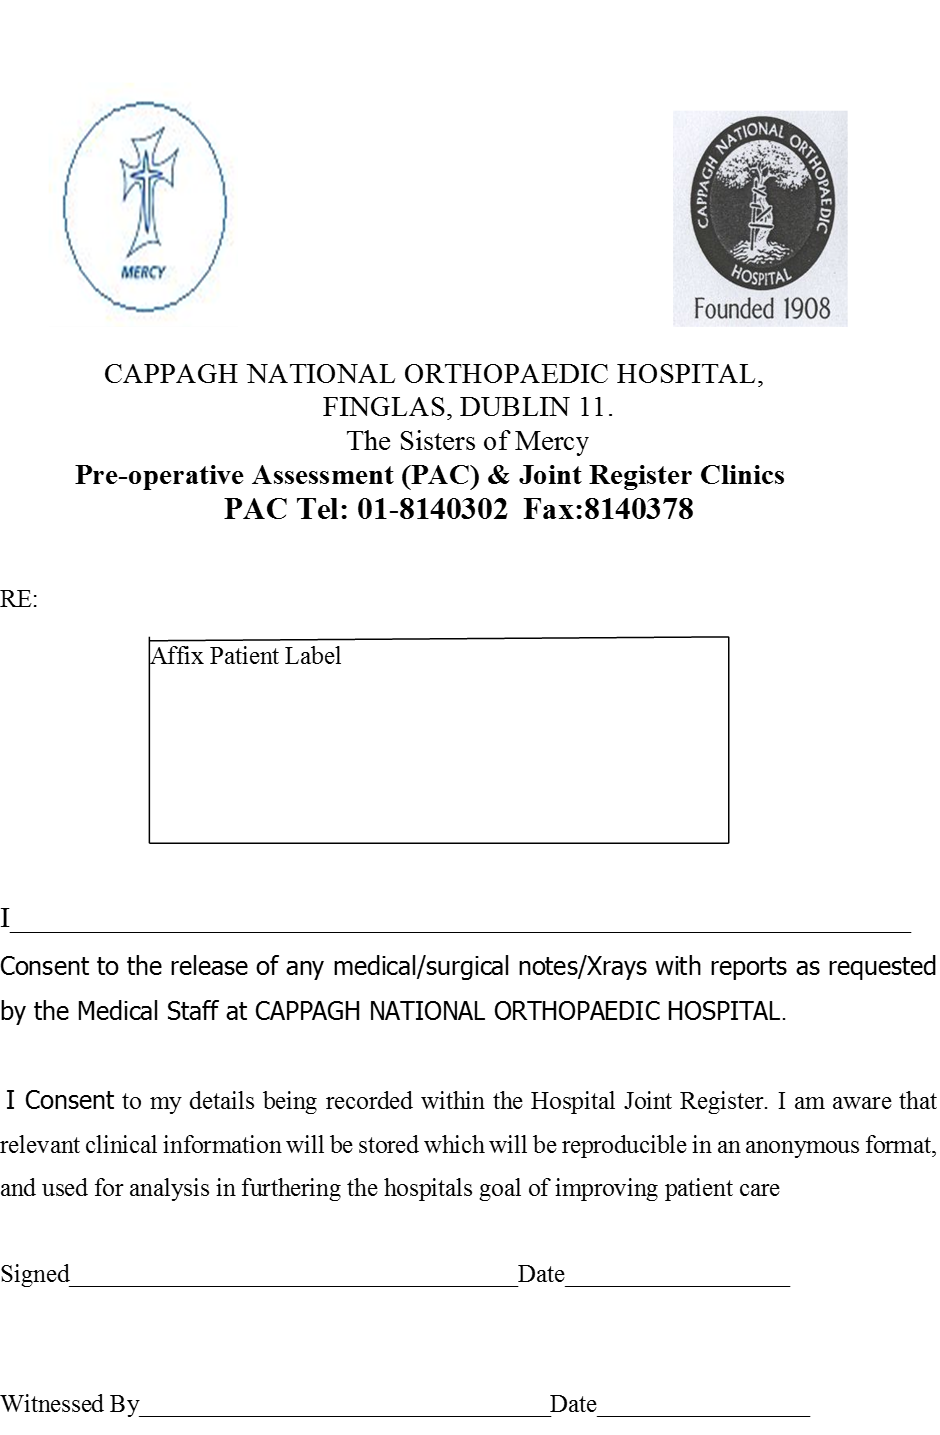 MERCY
CAPPAGH NATIONAL ORTHOPAEDIC
HOSPITAL
Founded 1908
CAPPAGH NATIONAL ORTHOPAEDIC HOSPITAL,
FINGLAS, DUBLIN 11.
The Sisters of Mercy
Pre-operative Assessment (PAC) & Joint Register Clinics
PAC Tel: 01-8140302  Fax:8140378
RE:
Affix Patient Label
I_________________________________________________________________
Consent to the release of any medical/surgical notes/Xrays with reports as requested
by the Medical Staff at CAPPAGH NATIONAL ORTHOPAEDIC HOSPITAL.
I Consent to my details being recorded within the Hospital Joint Register. I am aware that
relevant clinical information will be stored which will be reproducible in an anonymous format,
and used for analysis in furthering the hospitals goal of improving patient care
Signed____________________________________Date__________________
Witnessed By_________________________________Date_________________